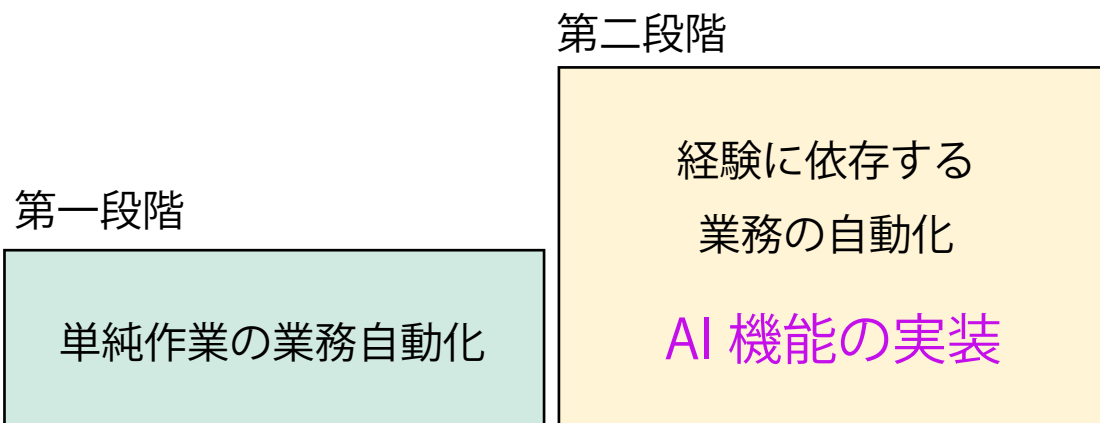 第一段階
単純作業の業務自動化
第二段階
経験に依存する
業務の自動化
AI 機能の実装